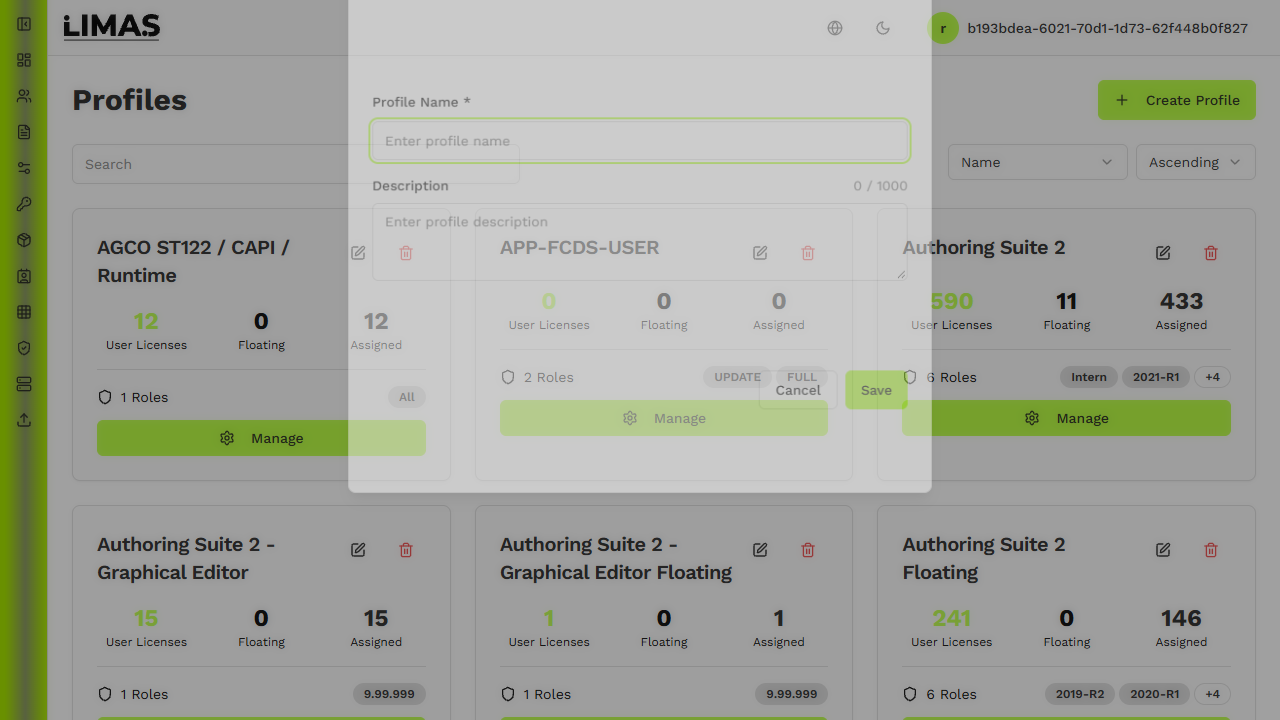 LIMAS
r
b193bdea-6021-70d1-1d73-62f448b0f827
Profiles
Create Profile
Search
Name
Ascending
Profile Name *
Enter profile name
Description
0 / 1000
Enter profile description
Cancel
Save
AGCO ST122 / CAPI /
Runtime
12
0
12
User Licenses
Floating
Assigned
1 Roles
All
Manage
APP-FCDS-USER
0
0
0
User Licenses
Floating
Assigned
2 Roles
UPDATE
FULL
Manage
Authoring Suite 2
590
11
433
User Licenses
Floating
Assigned
6 Roles
Intern
2021-R1
+4
Manage
Authoring Suite 2 -
Graphical Editor
15
0
15
User Licenses
Floating
Assigned
1 Roles
9.99.999
Authoring Suite 2 -
Graphical Editor Floating
1
0
1
User Licenses
Floating
Assigned
1 Roles
9.99.999
Authoring Suite 2
Floating
241
0
146
User Licenses
Floating
Assigned
6 Roles
2019-R2
2020-R1
+4